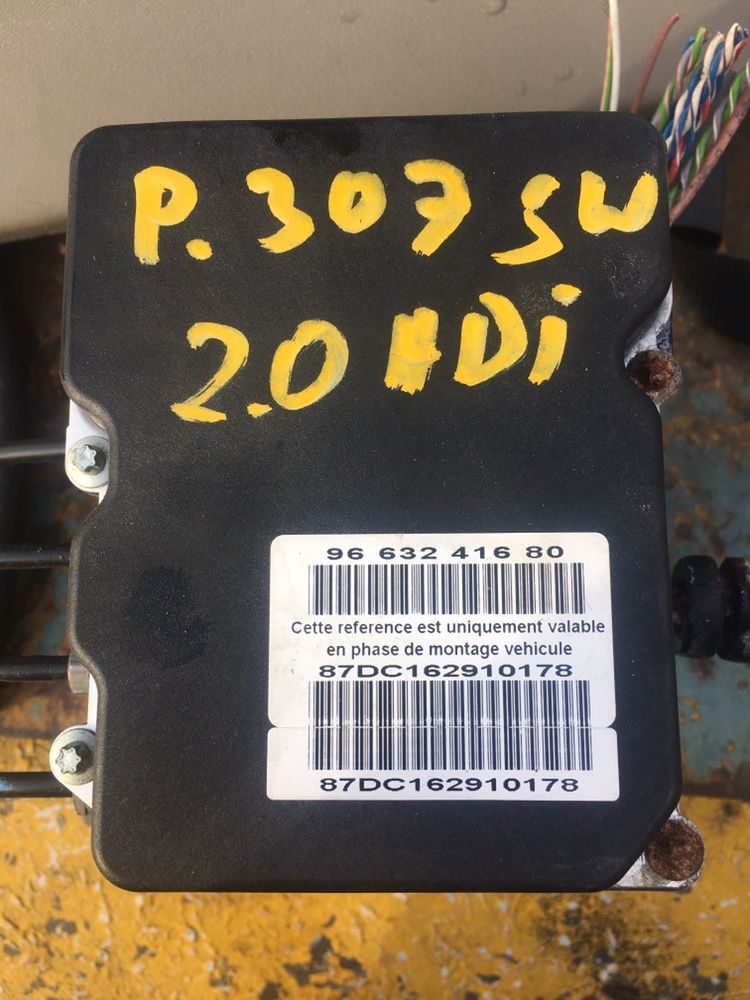 P. 307 SW
2.0 HDi
96 632 416 80
Cette reference est uniquement valable
en phase de montage vehicule
87DC162910178
87DC162910178